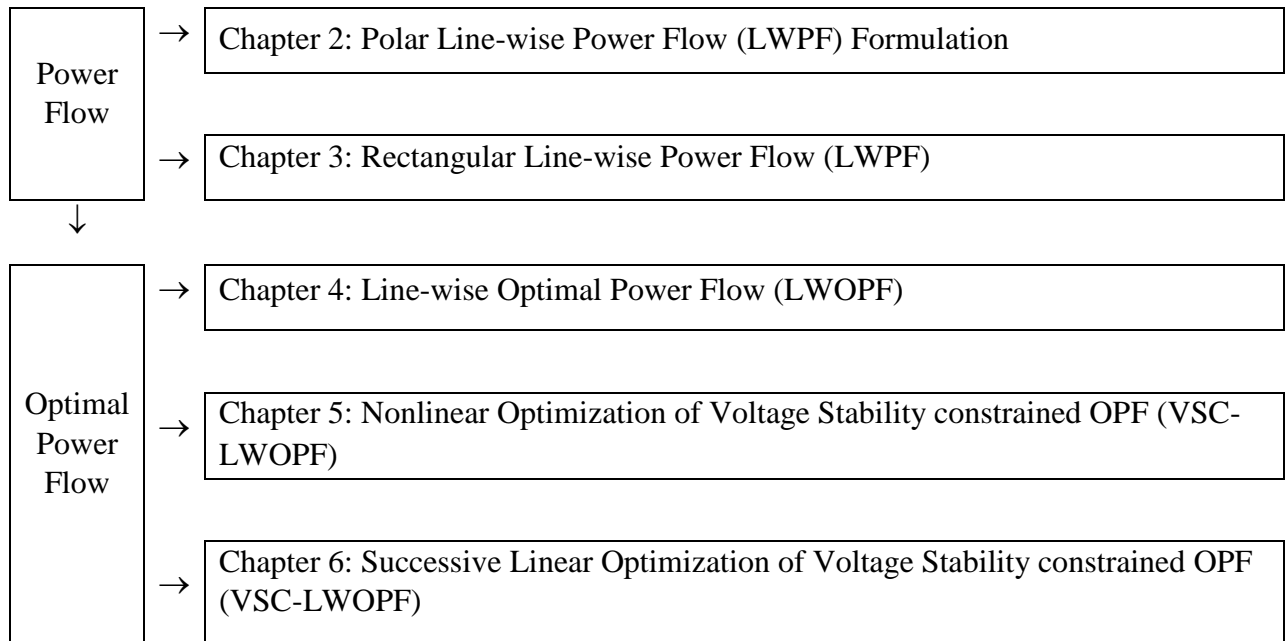 Power
Flow
→ Chapter 2: Polar Line-wise Power Flow (LWPF) Formulation
→ Chapter 3: Rectangular Line-wise Power Flow (LWPF)
↓
Optimal
Power
Flow
→ Chapter 4: Line-wise Optimal Power Flow (LWOPF)
→ Chapter 5: Nonlinear Optimization of Voltage Stability constrained OPF (VSC-
LWOPF)
→ Chapter 6: Successive Linear Optimization of Voltage Stability constrained OPF
(VSC-LWOPF)